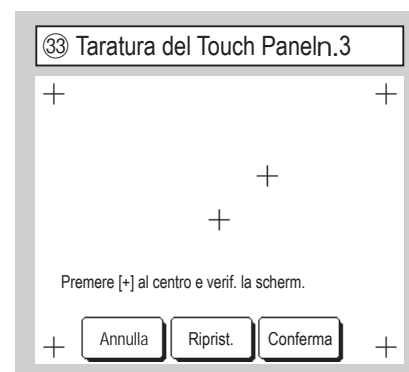 ㉝ Taratura del Touch Paneln.3
Premere [+] al centro e verif. la scherm.
Annulla Riprist. Conferma